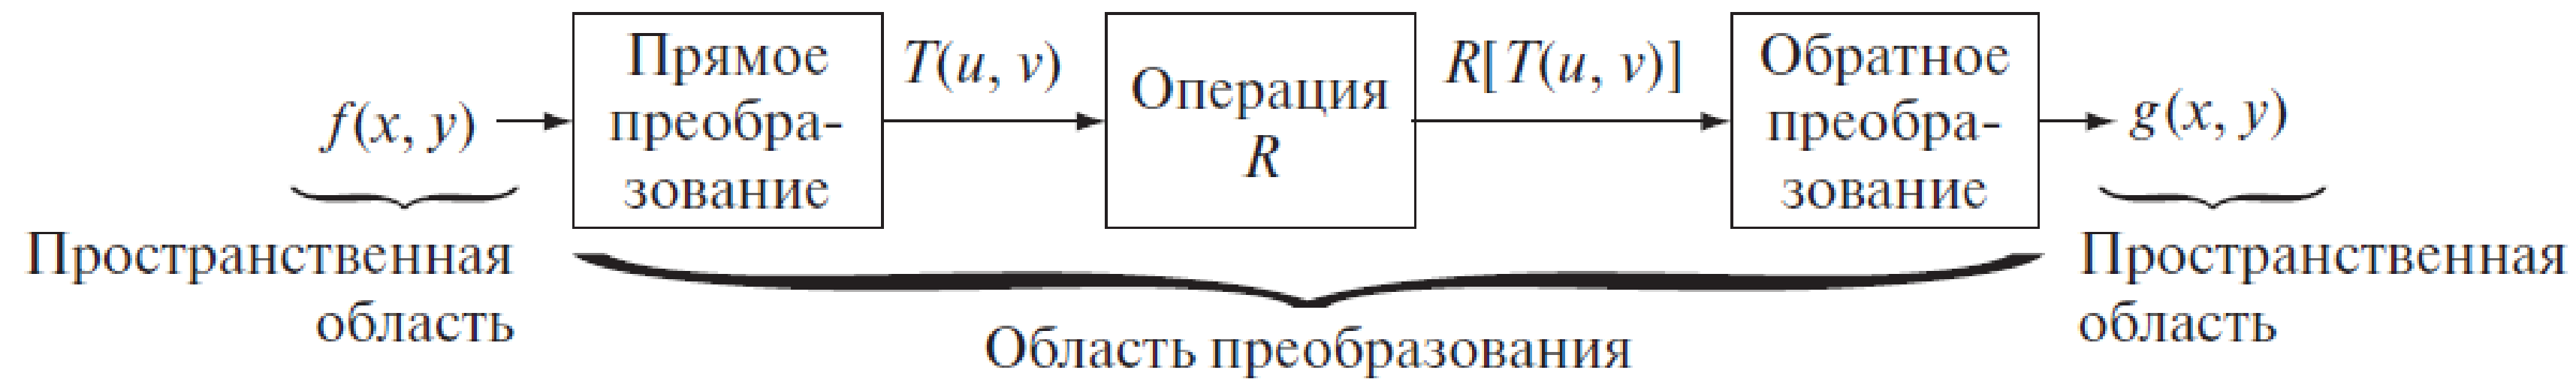 f(x, y)
Прямое
преобра-
зование
T(u, v)
Операция
R
R[T(u, v)]
Обратное
преобра-
зование
g(x, y)
Пространственная
область
Область преобразования
Пространственная
область